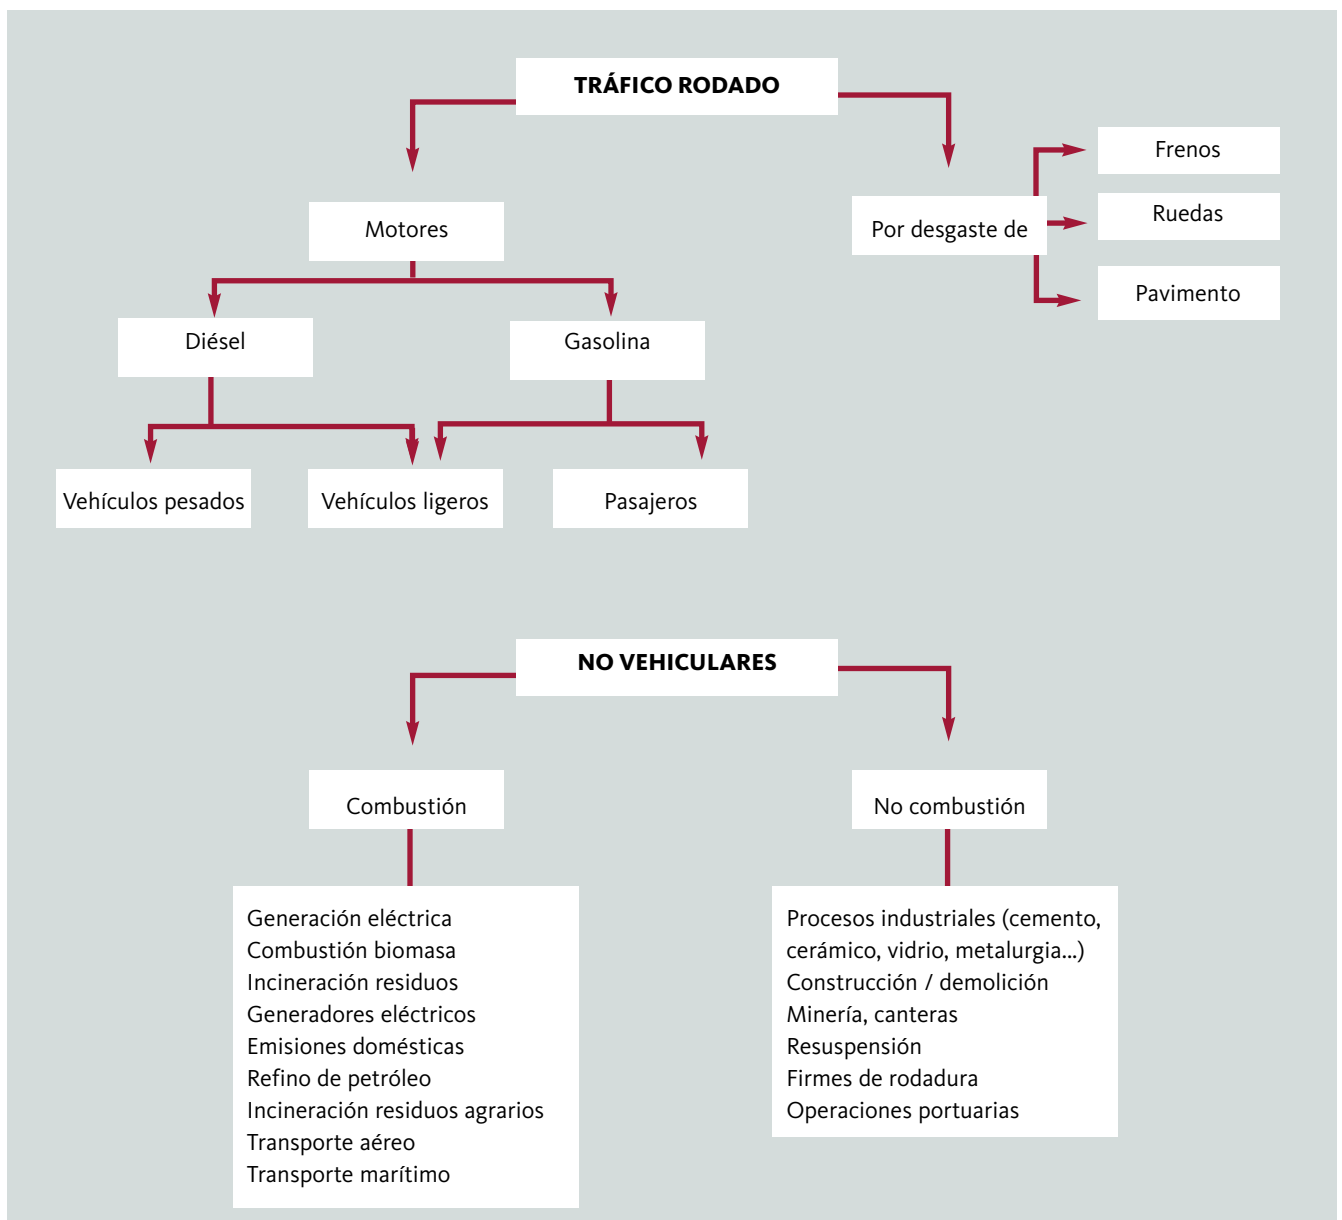 TRÁFICO RODADO
Frenos
Ruedas
Motores
Por desgaste de
Pavimento
Diésel
Gasolina
Vehículos pesados
Vehículos ligeros
Pasajeros
NO VEHICULARES
Combustión
No combustión
Generación eléctrica
Combustión biomasa
Incineración residuos
Generadores eléctricos
Emisiones domésticas
Refino de petróleo
Incineración residuos agrarios
Transporte aéreo
Transporte marítimo
Procesos industriales (cemento,
cerámico, vidrio, metalurgia...)
Construcción / demolición
Minería, canteras
Resuspensión
Firmes de rodadura
Operaciones portuarias